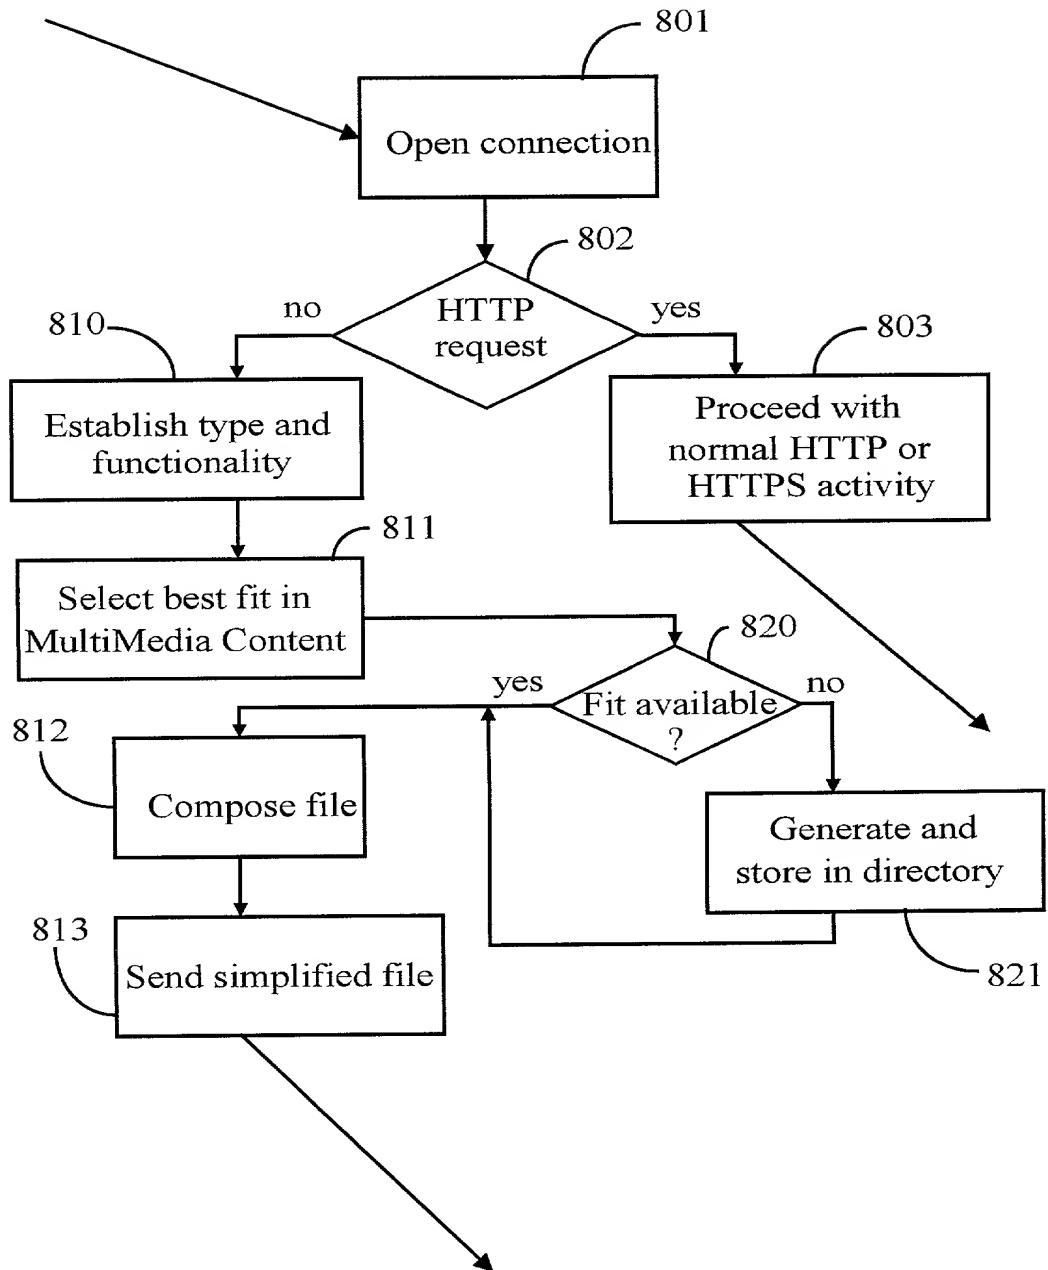 801
Open connection
802
HTTP
request
no
yes
810
803
Establish type and
functionality
Proceed with
normal HTTP or
HTTPS activity
811
Select best fit in
MultiMedia Content
820
Fit available
?
yes
no
812
Compose file
Generate and
store in directory
821
813
Send simplified file